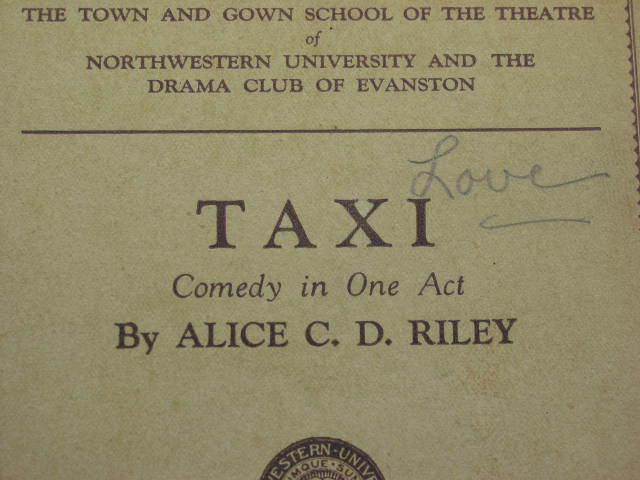 THE TOWN AND GOWN SCHOOL OF THE THEATRE
of
NORTHWESTERN UNIVERSITY AND THE
DRAMA CLUB OF EVANSTON
Love
TAXI
Comedy in One Act
By ALICE C. D. RILEY